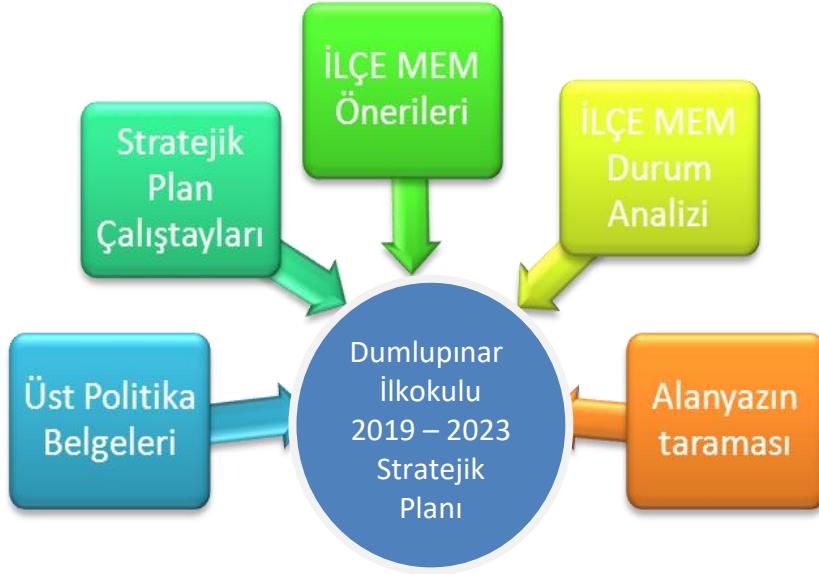 İLÇE MEM
Önerileri
Stratejik
Plan
Çalıştayları
İLÇE MEM
Durum
Analizi
Üst Politika
Belgeleri
Dumlupınar
İlkokulu
2019 – 2023
Stratejik
Planı
Alanyazın
taraması